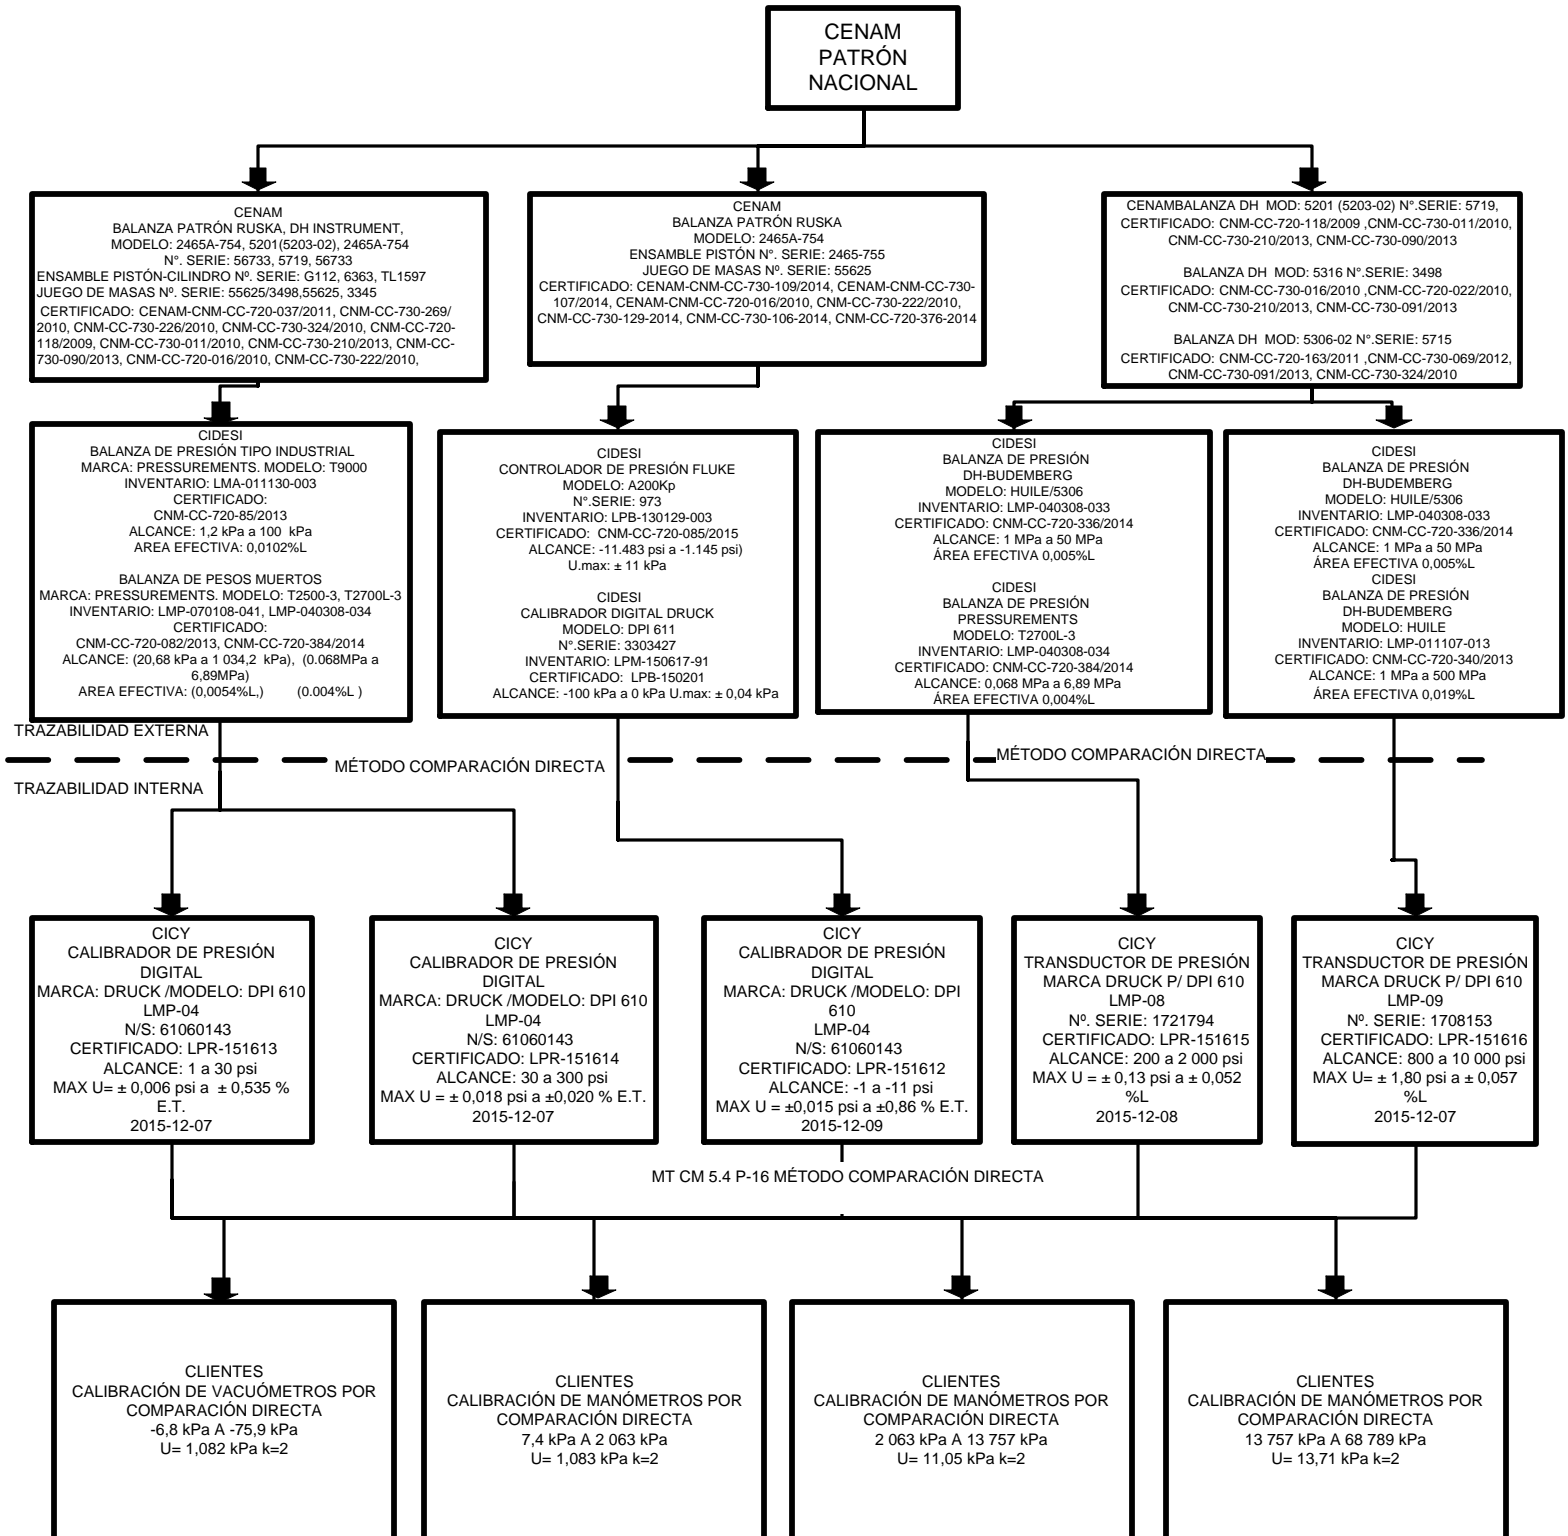 CENAM
PATRÓN
NACIONAL
CENAM
BALANZA PATRÓN RUSKA, DH INSTRUMENT,
MODELO: 2465A-754, 5201(5203-02), 2465A-754
N°. SERIE: 56733, 5719, 56733
ENSAMBLE PISTÓN-CILINDRO Nº. SERIE: G112, 6363, TL1597
JUEGO DE MASAS Nº. SERIE: 55625/3498,55625, 3345
CERTIFICADO: CENAM-CNM-CC-720-037/2011, CNM-CC-730-269/
2010, CNM-CC-730-226/2010, CNM-CC-730-324/2010, CNM-CC-720-
118/2009, CNM-CC-730-011/2010, CNM-CC-730-210/2013, CNM-CC-
730-090/2013, CNM-CC-720-016/2010, CNM-CC-730-222/2010,
CENAM
BALANZA PATRÓN RUSKA
MODELO: 2465A-754
ENSAMBLE PISTÓN N°. SERIE: 2465-755
JUEGO DE MASAS Nº. SERIE: 55625
CERTIFICADO: CENAM-CNM-CC-730-109/2014, CENAM-CNM-CC-730-
107/2014, CENAM-CNM-CC-720-016/2010, CNM-CC-730-222/2010,
CNM-CC-730-129-2014, CNM-CC-730-106-2014, CNM-CC-720-376-2014
CENAMBALANZA DH MOD: 5201 (5203-02) N°.SERIE: 5719,
CERTIFICADO: CNM-CC-720-118/2009 ,CNM-CC-730-011/2010,
CNM-CC-730-210/2013, CNM-CC-730-090/2013
BALANZA DH MOD: 5316 N°.SERIE: 3498
CERTIFICADO: CNM-CC-730-016/2010 ,CNM-CC-720-022/2010,
CNM-CC-730-210/2013, CNM-CC-730-091/2013
BALANZA DH MOD: 5306-02 N°.SERIE: 5715
CERTIFICADO: CNM-CC-720-163/2011 ,CNM-CC-730-069/2012,
CNM-CC-730-091/2013, CNM-CC-730-324/2010
CIDESI
BALANZA DE PRESIÓN TIPO INDUSTRIAL
MARCA: PRESSUREMENTS. MODELO: T9000
INVENTARIO: LMA-011130-003
CERTIFICADO:
CNM-CC-720-85/2013
ALCANCE: 1,2 kPa a 100 kPa
AREA EFECTIVA: 0,0102%L
BALANZA DE PESOS MUERTOS
MARCA: PRESSUREMENTS. MODELO: T2500-3, T2700L-3
INVENTARIO: LMP-070108-041, LMP-040308-034
CERTIFICADO:
CNM-CC-720-082/2013, CNM-CC-720-384/2014
ALCANCE: (20,68 kPa a 1 034,2 kPa), (0.068MPa a
6,89MPa)
AREA EFECTIVA: (0,0054%L,) (0.004%L )
CIDESI
CONTROLADOR DE PRESIÓN FLUKE
MODELO: A200Kp
N°.SERIE: 973
INVENTARIO: LPB-130129-003
CERTIFICADO: CNM-CC-720-085/2015
ALCANCE: -11.483 psi a -1.145 psi)
U.max: ± 11 kPa
CIDESI
CALIBRADOR DIGITAL DRUCK
MODELO: DPI 611
N°.SERIE: 3303427
INVENTARIO: LPM-150617-91
CERTIFICADO: LPB-150201
ALCANCE: -100 kPa a 0 kPa U.max: ± 0,04 kPa
CIDESI
BALANZA DE PRESIÓN
DH-BUDEMBERG
MODELO: HUILE/5306
INVENTARIO: LMP-040308-033
CERTIFICADO: CNM-CC-720-336/2014
ALCANCE: 1 MPa a 50 MPa
ÁREA EFECTIVA 0,005%L
CIDESI
BALANZA DE PRESIÓN
PRESSUREMENTS
MODELO: T2700L-3
INVENTARIO: LMP-040308-034
CERTIFICADO: CNM-CC-720-384/2014
ALCANCE: 0,068 MPa a 6,89 MPa
ÁREA EFECTIVA 0,004%L
CIDESI
BALANZA DE PRESIÓN
DH-BUDEMBERG
MODELO: HUILE/5306
INVENTARIO: LMP-040308-033
CERTIFICADO: CNM-CC-720-336/2014
ALCANCE: 1 MPa a 50 MPa
ÁREA EFECTIVA 0,005%L
CIDESI
BALANZA DE PRESIÓN
DH-BUDEMBERG
MODELO: HUILE
INVENTARIO: LMP-011107-013
CERTIFICADO: CNM-CC-720-340/2013
ALCANCE: 1 MPa a 500 MPa
ÁREA EFECTIVA 0,019%L
TRAZABILIDAD EXTERNA
MÉTODO COMPARACIÓN DIRECTA
MÉTODO COMPARACIÓN DIRECTA
TRAZABILIDAD INTERNA
CICY
CALIBRADOR DE PRESIÓN
DIGITAL
MARCA: DRUCK /MODELO: DPI 610
LMP-04
N/S: 61060143
CERTIFICADO: LPR-151613
ALCANCE: 1 a 30 psi
MAX U= ± 0,006 psi a ± 0,535 %
E.T.
2015-12-07
CICY
CALIBRADOR DE PRESIÓN
DIGITAL
MARCA: DRUCK /MODELO: DPI 610
LMP-04
N/S: 61060143
CERTIFICADO: LPR-151614
ALCANCE: 30 a 300 psi
MAX U = ± 0,018 psi a ±0,020 % E.T.
2015-12-07
CICY
CALIBRADOR DE PRESIÓN
DIGITAL
MARCA: DRUCK /MODELO: DPI
610
LMP-04
N/S: 61060143
CERTIFICADO: LPR-151612
ALCANCE: -1 a -11 psi
MAX U = ±0,015 psi a ±0,86 % E.T.
2015-12-09
CICY
TRANSDUCTOR DE PRESIÓN
MARCA DRUCK P/ DPI 610
LMP-08
Nº. SERIE: 1721794
CERTIFICADO: LPR-151615
ALCANCE: 200 a 2 000 psi
MAX U = ± 0,13 psi a ± 0,052
%L
2015-12-08
CICY
TRANSDUCTOR DE PRESIÓN
MARCA DRUCK P/ DPI 610
LMP-09
Nº. SERIE: 1708153
CERTIFICADO: LPR-151616
ALCANCE: 800 a 10 000 psi
MAX U= ± 1,80 psi a ± 0,057
%L
2015-12-07
MT CM 5.4 P-16 MÉTODO COMPARACIÓN DIRECTA
CLIENTES
CALIBRACIÓN DE VACUÓMETROS POR
COMPARACIÓN DIRECTA
-6,8 kPa A -75,9 kPa
U= 1,082 kPa k=2
CLIENTES
CALIBRACIÓN DE MANÓMETROS POR
COMPARACIÓN DIRECTA
7,4 kPa A 2 063 kPa
U= 1,083 kPa k=2
CLIENTES
CALIBRACIÓN DE MANÓMETROS POR
COMPARACIÓN DIRECTA
2 063 kPa A 13 757 kPa
U= 11,05 kPa k=2
CLIENTES
CALIBRACIÓN DE MANÓMETROS POR
COMPARACIÓN DIRECTA
13 757 kPa A 68 789 kPa
U= 13,71 kPa k=2